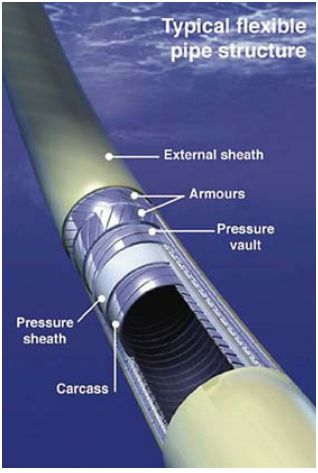 Typical flexible
pipe structure
External sheath
Armours
Pressure
vault
Pressure
sheath
Carcass